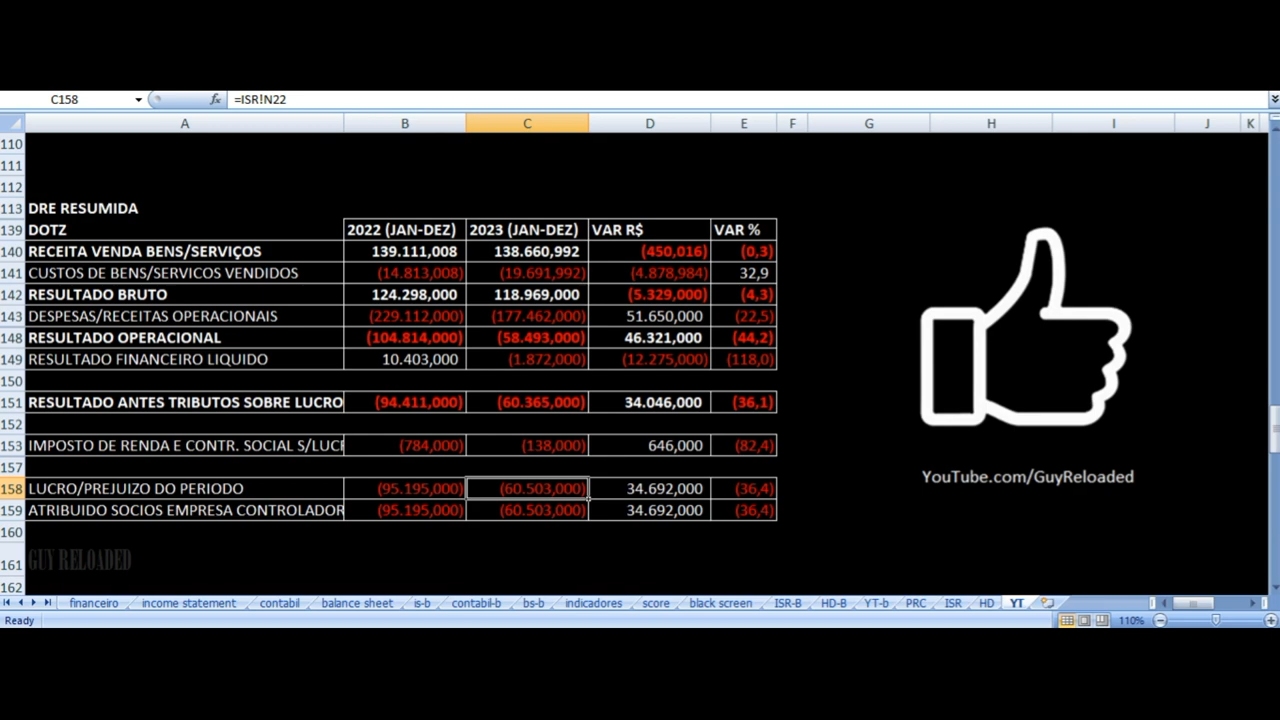 C158 fx =ISR!N22
A B C D E F G H I J K
110
111
112
113 DRE RESUMIDA
139 DOTZ 2022 (JAN-DEZ) 2023 (JAN-DEZ) VAR R$ VAR %
140 RECEITA VENDA BENS/SERVIÇOS 139.111,008 138.660,992 (450,016) (0,3)
141 CUSTOS DE BENS/SERVICOS VENDIDOS (14.813,008) (19.691,992) (4.878,984) 32,9
142 RESULTADO BRUTO 124.298,000 118.969,000 (5.329,000) (4,3)
143 DESPESAS/RECEITAS OPERACIONAIS (229.112,000) (177.462,000) 51.650,000 (22,5)
148 RESULTADO OPERACIONAL (104.814,000) (58.493,000) 46.321,000 (44,2)
149 RESULTADO FINANCEIRO LIQUIDO 10.403,000 (1.872,000) (12.275,000) (118,0)
150
151 RESULTADO ANTES TRIBUTOS SOBRE LUCRO (94.411,000) (60.365,000) 34.046,000 (36,1)
152
153 IMPOSTO DE RENDA E CONTR. SOCIAL S/LUCR (784,000) (138,000) 646,000 (82,4)
157
158 LUCRO/PREJUIZO DO PERIODO (95.195,000) (60.503,000) 34.692,000 (36,4)
159 ATRIBUIDO SOCIOS EMPRESA CONTROLADOR (95.195,000) (60.503,000) 34.692,000 (36,4)
160
161 GUY RELOADED
162
YouTube.com/GuyReloaded
financeiro income statement contabil balance sheet is-b contabil-b bs-b indicadores score black screen ISR-B HD-B YT-b PRC ISR HD YT
Ready 110%